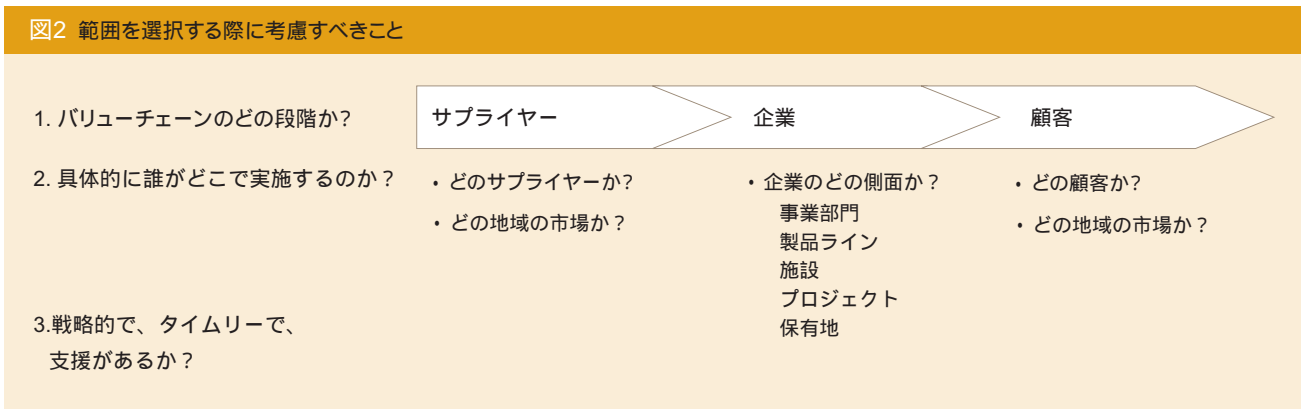 図2 範囲を選択する際に考慮すべきこと
1. バリューチェーンのどの段階か?
サプライヤー
企業
顧客
2. 具体的に誰がどこで実施するのか？
・どのサプライヤーか?
・どの地域の市場か？
・企業のどの側面か？
事業部門
製品ライン
施設
プロジェクト
保有地
・どの顧客か?
・どの地域の市場か？
3.戦略的で、タイムリーで、
支援があるか？